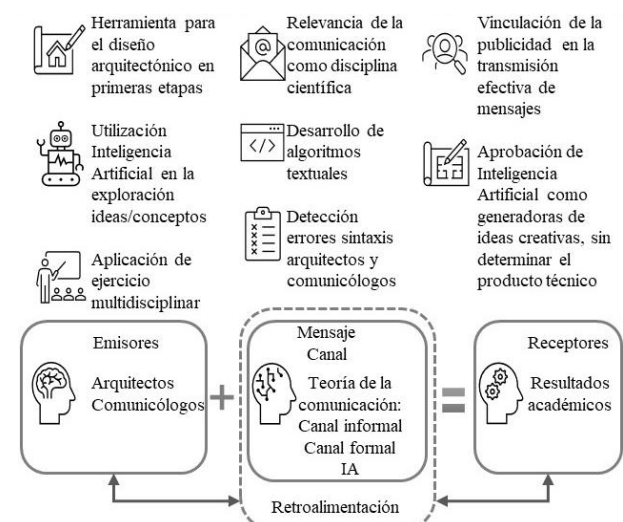 Herramienta para
el diseño
arquitectónico en
primeras etapas
Relevancia de la
comunicación
como disciplina
científica
Vinculación de la
publicidad en la
transmisión
efectiva de
mensajes
Utilización
Inteligencia
Artificial en la
exploración
ideas/conceptos
Desarrollo de
algoritmos
textuales
Aprobación de
Inteligencia
Artificial como
generadoras de
ideas creativas, sin
determinar el
producto técnico
Detección
errores sintaxis
arquitectos y
comunicólogos
Aplicación de
ejercicio
multidisciplinar
Emisores
Arquitectos
Comunicólogos
+
Mensaje
Canal
Teoría de la
comunicación:
Canal informal
Canal formal
IA
=
Receptores
Resultados
académicos
Retroalimentación